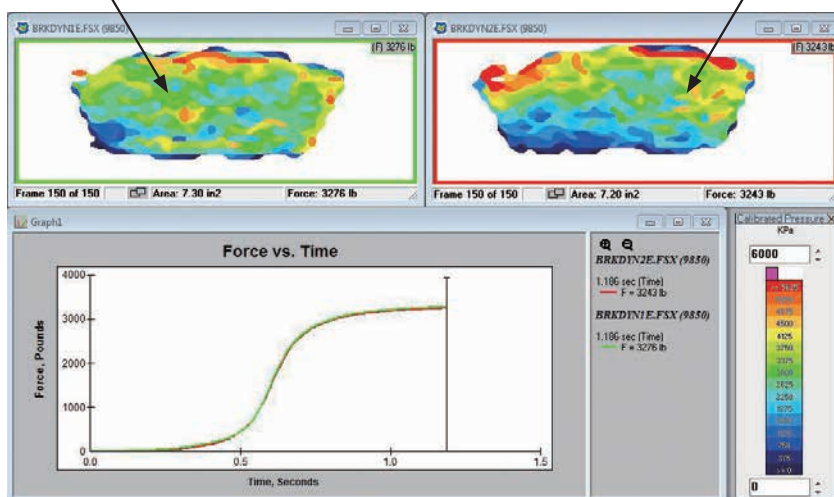 BRKDYN1E.FSX (9850)
(F) 3276 lb
Frame 150 of 150 Area: 7.30 in2 Force: 3276 lb
BRKDYN2E.FSX (9850)
(F) 3243 lb
Frame 150 of 150 Area: 7.20 in2 Force: 3243 lb
Graph1
Force vs. Time
Force, Pounds
4000
3000
2000
1000
0
0.0 0.5 1.0 1.5
Time, Seconds
BRKDYN2E.FSX (9850)
1.186 sec (Time)
F = 3243 lb
BRKDYN1E.FSX (9850)
1.186 sec (Time)
F = 3276 lb
Calibrated Pressure
KPa
6000
4500
4125
3750
3375
2625
2250
750
375
0